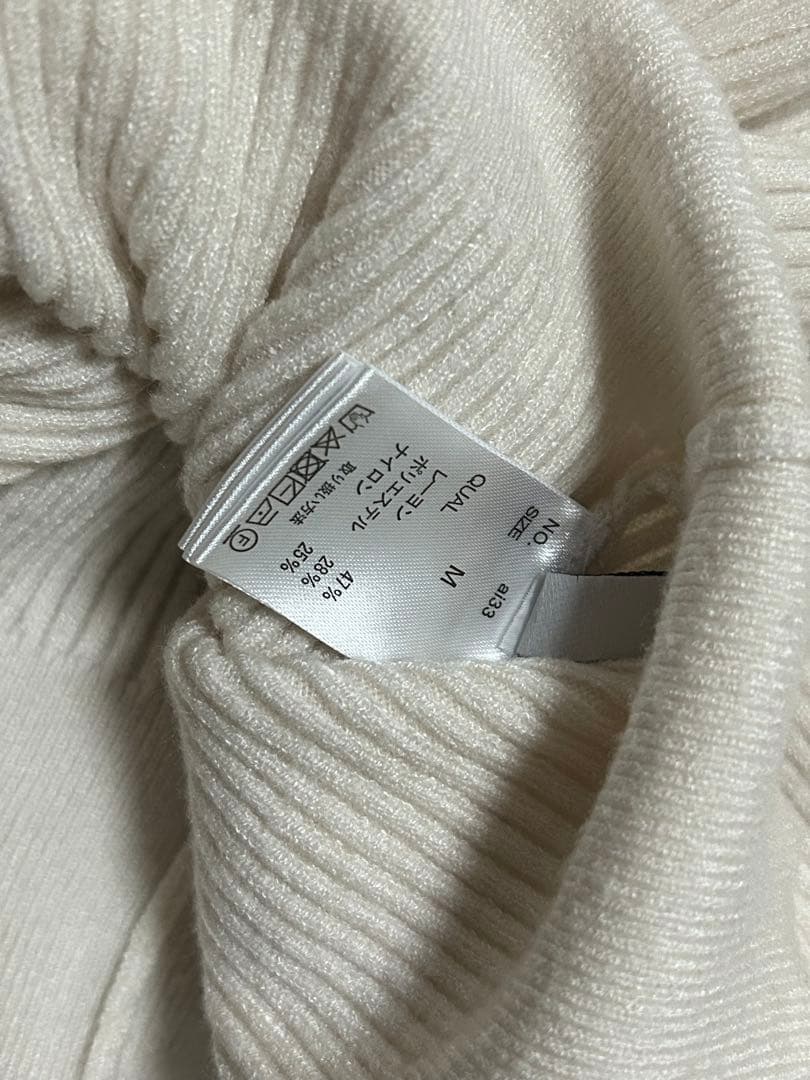 NO: ai33
SIZE M
QUAL
レーヨン 47%
ポリエステル 28%
ナイロン 25%
取り扱い方法
F